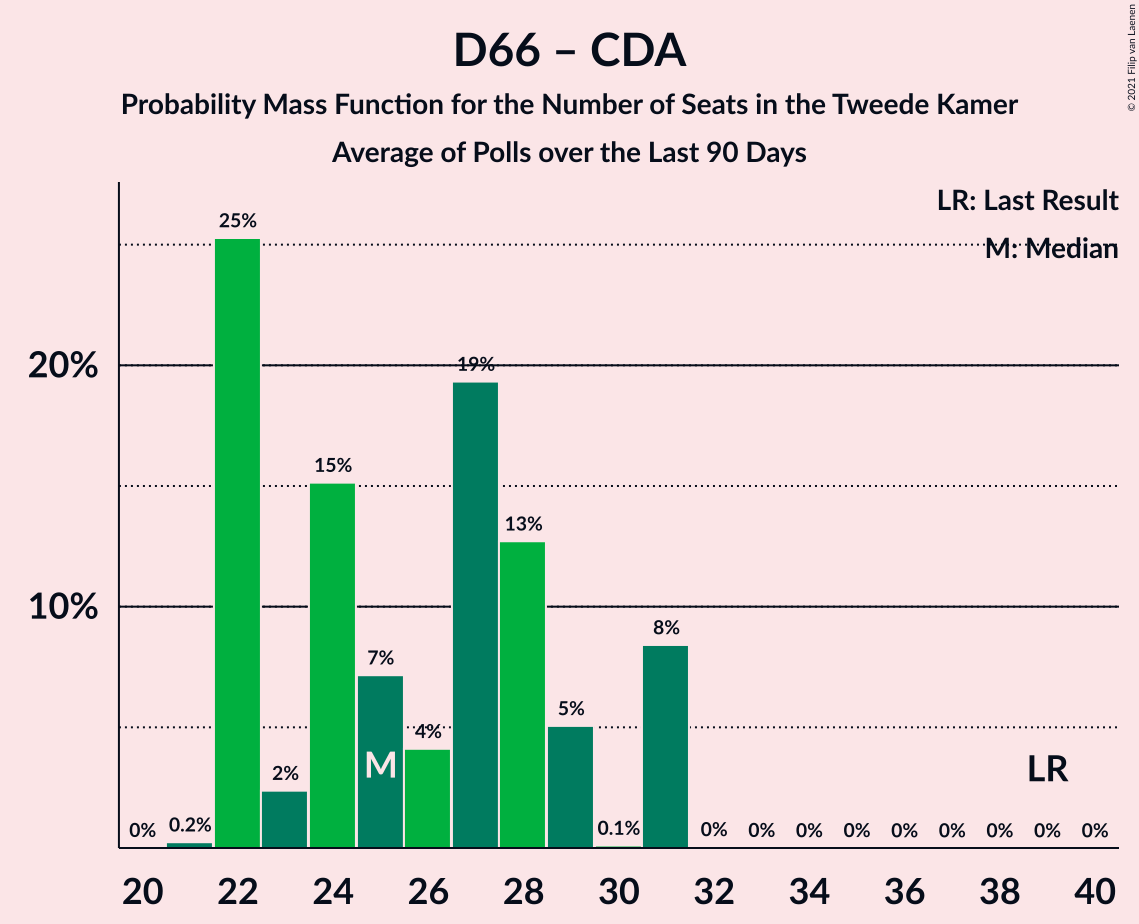 D66 – CDA
Probability Mass Function for the Number of Seats in the Tweede Kamer
Average of Polls over the Last 90 Days
© 2021 Filip van Laenen
LR: Last Result
M: Median
25%
20%
19%
15%
13%
10%
8%
7%
5%
4%
M
LR
2%
0%
0.2%
0.1%
0%
0%
0%
0%
0%
0%
0%
0%
0%
20 22 24 26 28 30 32 34 36 38 40